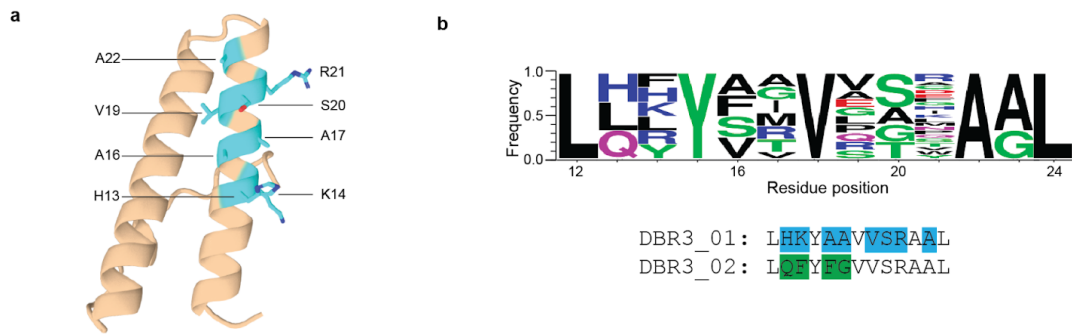 a
A22
R21
V19
S20
A17
A16
H13
K14
b
Frequency
1.0
0.5
0.0
L H F Y A A V V S R A A L
L H F G A A G
Q K S I E G
L V M G T
R R L
Y T P
V Q
R
S
12 16 20 24
Residue position
DBR3_01: LHKYAAVVSRAAL
DBR3_02: LQFYFGVVSRAAL